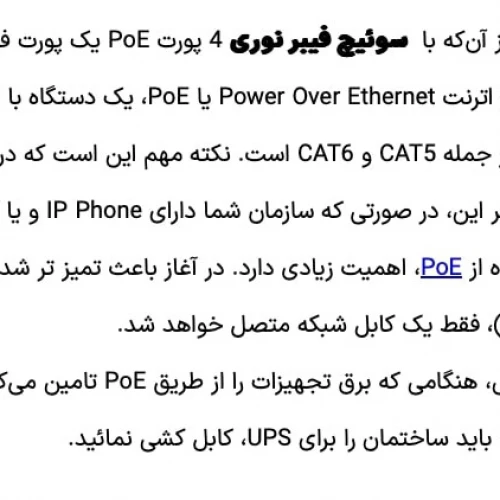 آن‌که با سوئیچ فیبر نوری 4 پورت PoE یک پورت
اترنت Power Over Ethernet یا PoE، یک دستگاه با
جمله CAT5 و CAT6 است. نکته مهم این است که
این، در صورتی که سازمان شما دارای IP Phone و یا
از PoE، اهمیت زیادی دارد. در آغاز باعث تمیز تر شد
)، فقط یک کابل شبکه متصل خواهد شد.
، هنگامی که برق تجهیزات را از طریق PoE تامین می‌ک
باید ساختمان را برای UPS، کابل کشی نمائید.